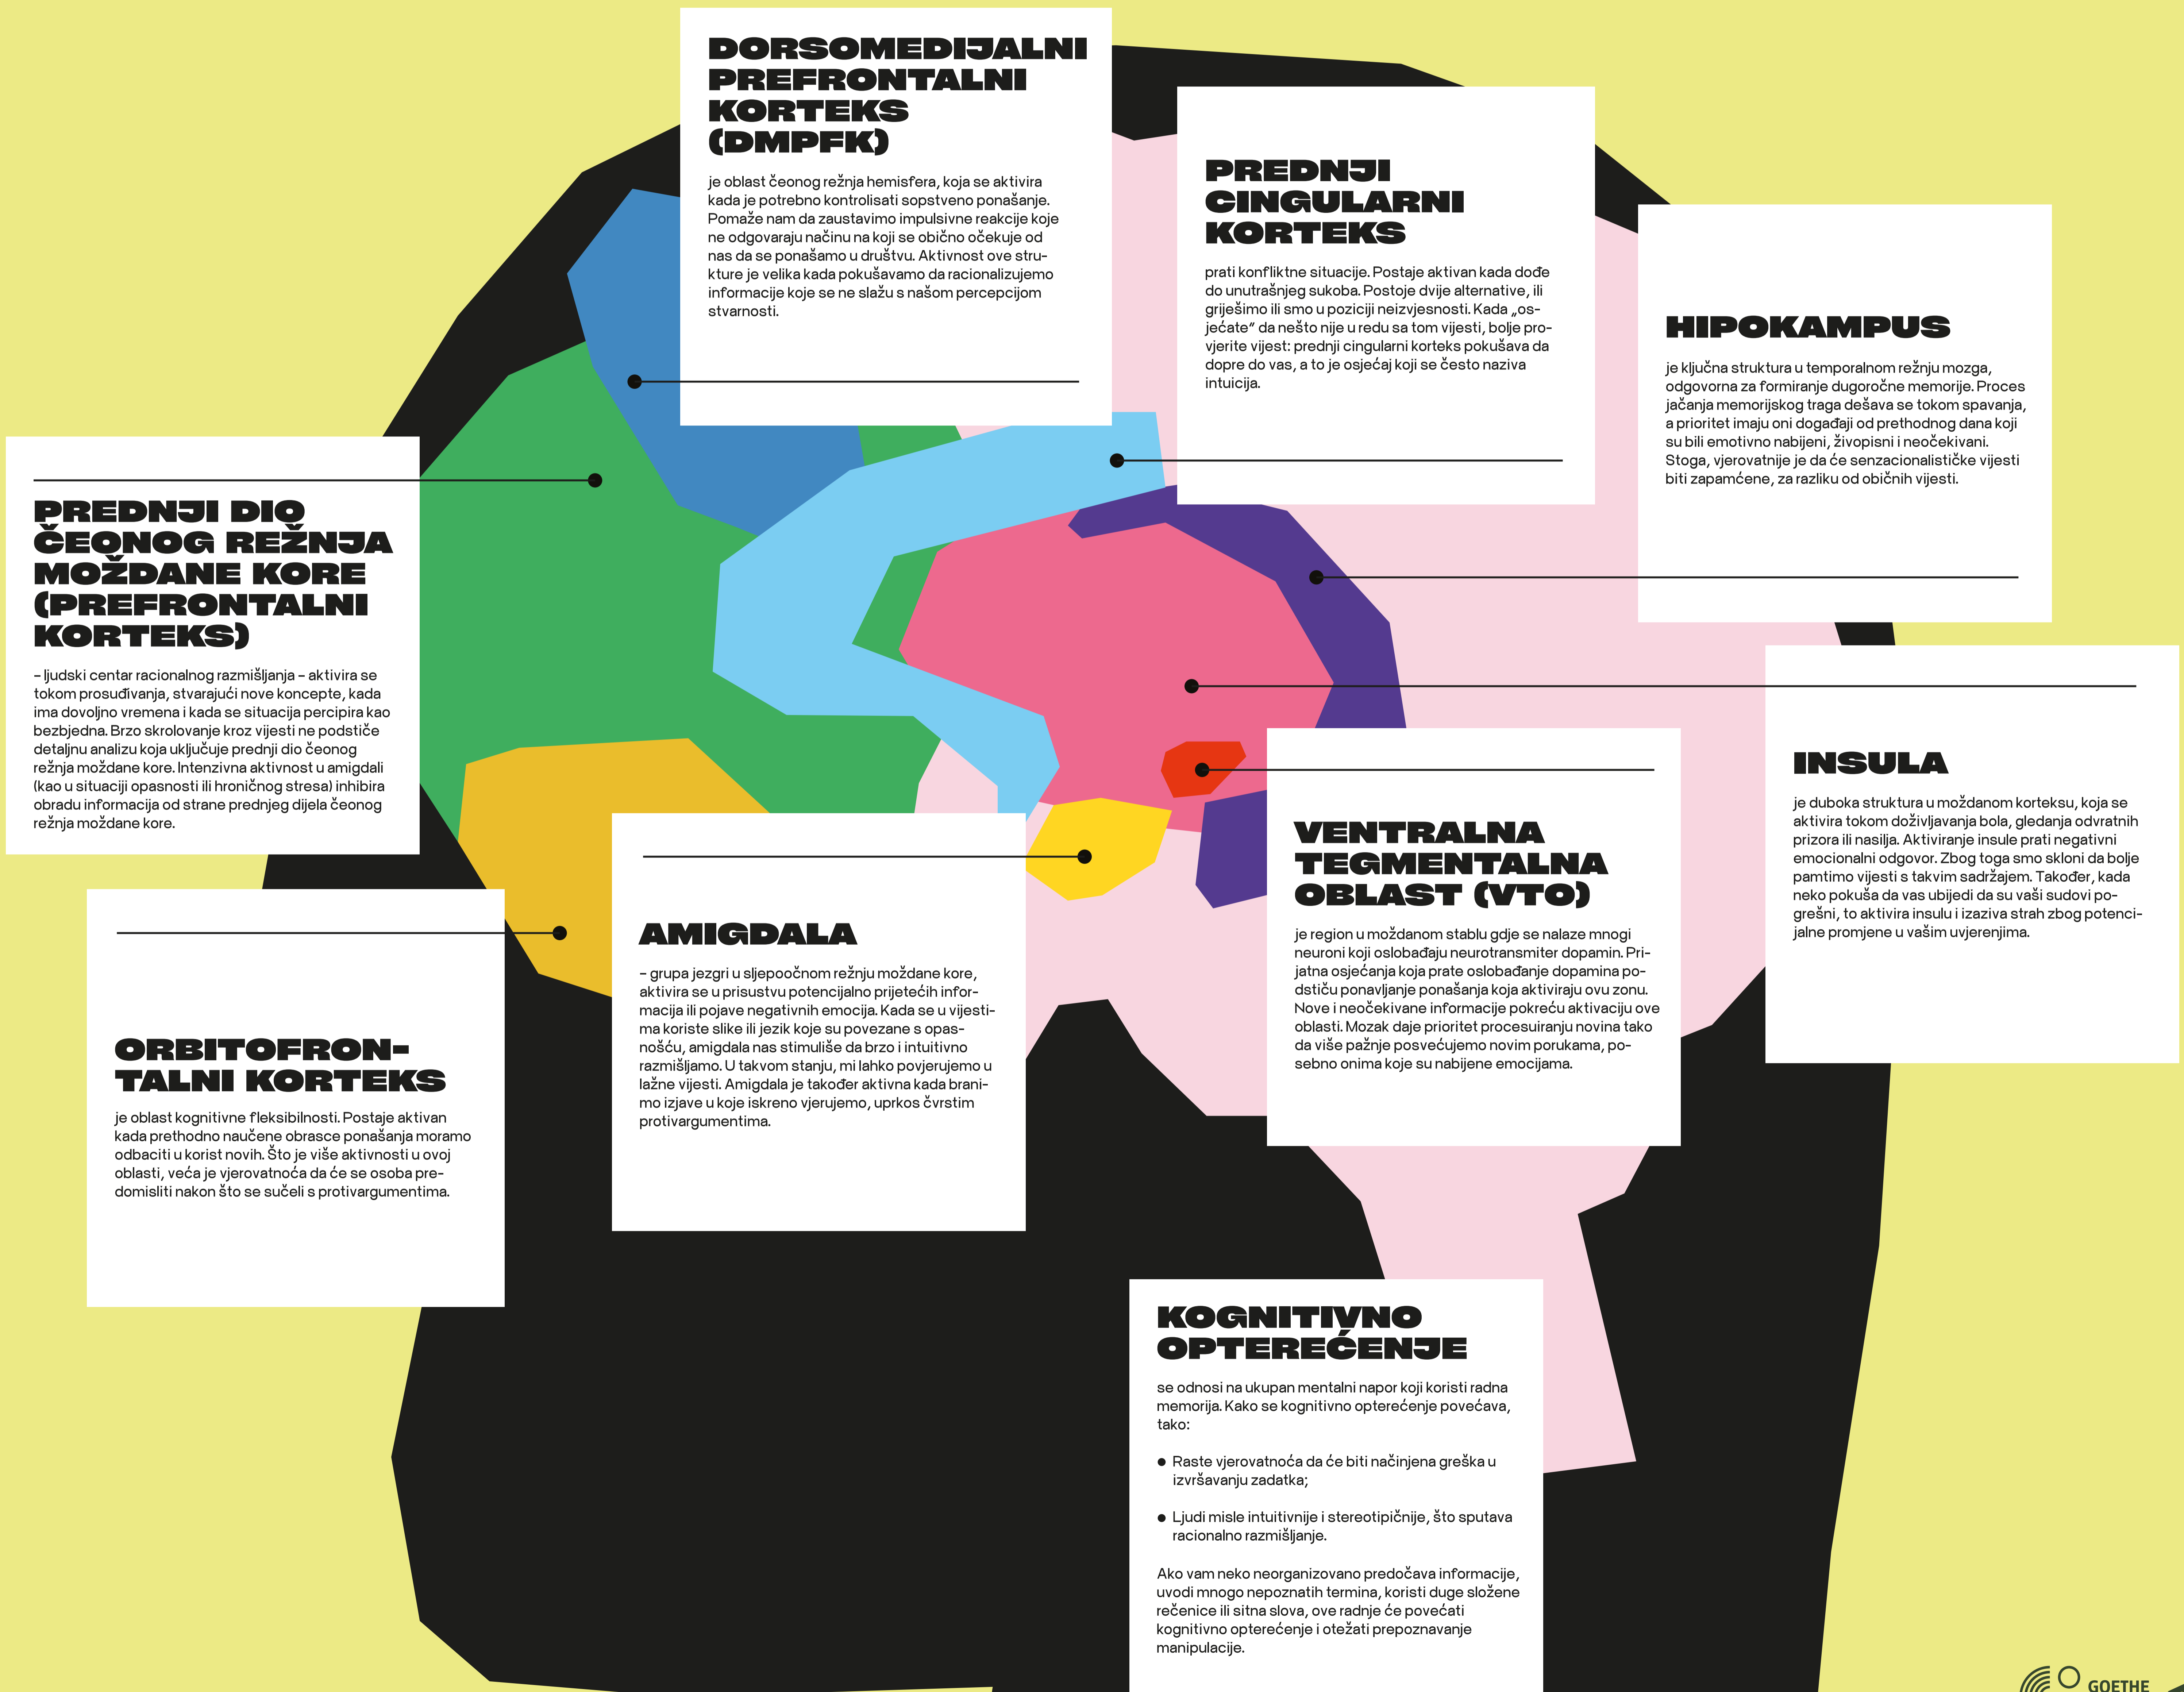 DORSOMEDIJALNI
PREFRONTALNI
KORTEKS
(DMPFK)
je oblast čeonog režnja hemisfera, koja se aktivira
kada je potrebno kontrolisati sopstveno ponašanje.
Pomaže nam da zaustavimo impulsivne reakcije koje
ne odgovaraju načinu na koji se obično očekuje od
nas da se ponašamo u društvu. Aktivnost ove stru-
kture je velika kada pokušavamo da racionalizujemo
informacije koje se ne slažu s našom percepcijom
stvarnosti.
PREDNJI
CINGULARNI
KORTEKS
prati konfliktne situacije. Postaje aktivan kada dođe
do unutrašnjeg sukoba. Postoje dvije alternative, ili
griješimo ili smo u poziciji neizvjesnosti. Kada „os-
jećate” da nešto nije u redu sa tom vijesti, bolje pro-
vjerite vijest: prednji cingularni korteks pokušava da
dopre do vas, a to je osjećaj koji se često naziva
intuicija.
HIPOKAMPUS
je ključna struktura u temporalnom režnju mozga,
odgovorna za formiranje dugoročne memorije. Proces
jačanja memorijskog traga dešava se tokom spavanja,
a prioritet imaju oni događaji od prethodnog dana koji
su bili emotivno nabijeni, živopisni i neočekivani.
Stoga, vjerovatnije je da će senzacionalističke vijesti
biti zapamćene, za razliku od običnih vijesti.
PREDNJI DIO
ČEONOG REŽNJA
MOŽDANE KORE
(PREFRONTALNI
KORTEKS)
– ljudski centar racionalnog razmišljanja – aktivira se
tokom prosuđivanja, stvarajući nove koncepte, kada
ima dovoljno vremena i kada se situacija percipira kao
bezbjedna. Brzo skrolovanje kroz vijesti ne podstiče
detaljnu analizu koja uključuje prednji dio čeonog
režnja moždane kore. Intenzivna aktivnost u amigdali
(kao u situaciji opasnosti ili hroničnog stresa) inhibira
obradu informacija od strane prednjeg dijela čeonog
režnja moždane kore.
INSULA
je duboka struktura u moždanom korteksu, koja se
aktivira tokom doživljavanja bola, gledanja odvratnih
prizora ili nasilja. Aktiviranje insule prati negativni
emocionalni odgovor. Zbog toga smo skloni da bolje
pamtimo vijesti s takvim sadržajem. Također, kada
neko pokuša da vas ubijedi da su vaši sudovi po-
grešni, to aktivira insulu i izaziva strah zbog potenci-
jalne promjene u vašim uvjerenjima.
VENTRALNA
TEGMENTALNA
OBLAST (VTO)
je region u moždanom stablu gdje se nalaze mnogi
neuroni koji oslobađaju neurotransmiter dopamin. Pri-
jatna osjećanja koja prate oslobađanje dopamina po-
dstiču ponavljanje ponašanja koja aktiviraju ovu zonu.
Nove i neočekivane informacije pokreću aktivaciju ove
oblasti. Mozak daje prioritet procesuiranju novina tako
da više pažnje posvećujemo novim porukama, po-
sebno onima koje su nabijene emocijama.
AMIGDALA
– grupa jezgri u sljepoočnom režnju moždane kore,
aktivira se u prisustvu potencijalno prijetećih infor-
macija ili pojave negativnih emocija. Kada se u vijesti-
ma koriste slike ili jezik koje su povezane s opas-
nošću, amigdala nas stimuliše da brzo i intuitivno
razmišljamo. U takvom stanju, mi lahko povjerujemo u
lažne vijesti. Amigdala je također aktivna kada brani-
mo izjave u koje iskreno vjerujemo, uprkos čvrstim
protivargumentima.
ORBITOFRON-
TALNI KORTEKS
je oblast kognitivne fleksibilnosti. Postaje aktivan
kada prethodno naučene obrasce ponašanja moramo
odbaciti u korist novih. Što je više aktivnosti u ovoj
oblasti, veća je vjerovatnoća da će se osoba pre-
domisliti nakon što se sučeli s protivargumentima.
KOGNITIVNO
OPTEREĆENJE
se odnosi na ukupan mentalni napor koji koristi radna
memorija. Kako se kognitivno opterećenje povećava,
tako:
● Raste vjerovatnoća da će biti načinjena greška u
izvršavanju zadatka;
● Ljudi misle intuitivnije i stereotipičnije, što sputava
racionalno razmišljanje.
Ako vam neko neorganizovano predočava informacije,
uvodi mnogo nepoznatih termina, koristi duge složene
rečenice ili sitna slova, ove radnje će povećati
kognitivno opterećenje i otežati prepoznavanje
manipulacije.
GOETHE